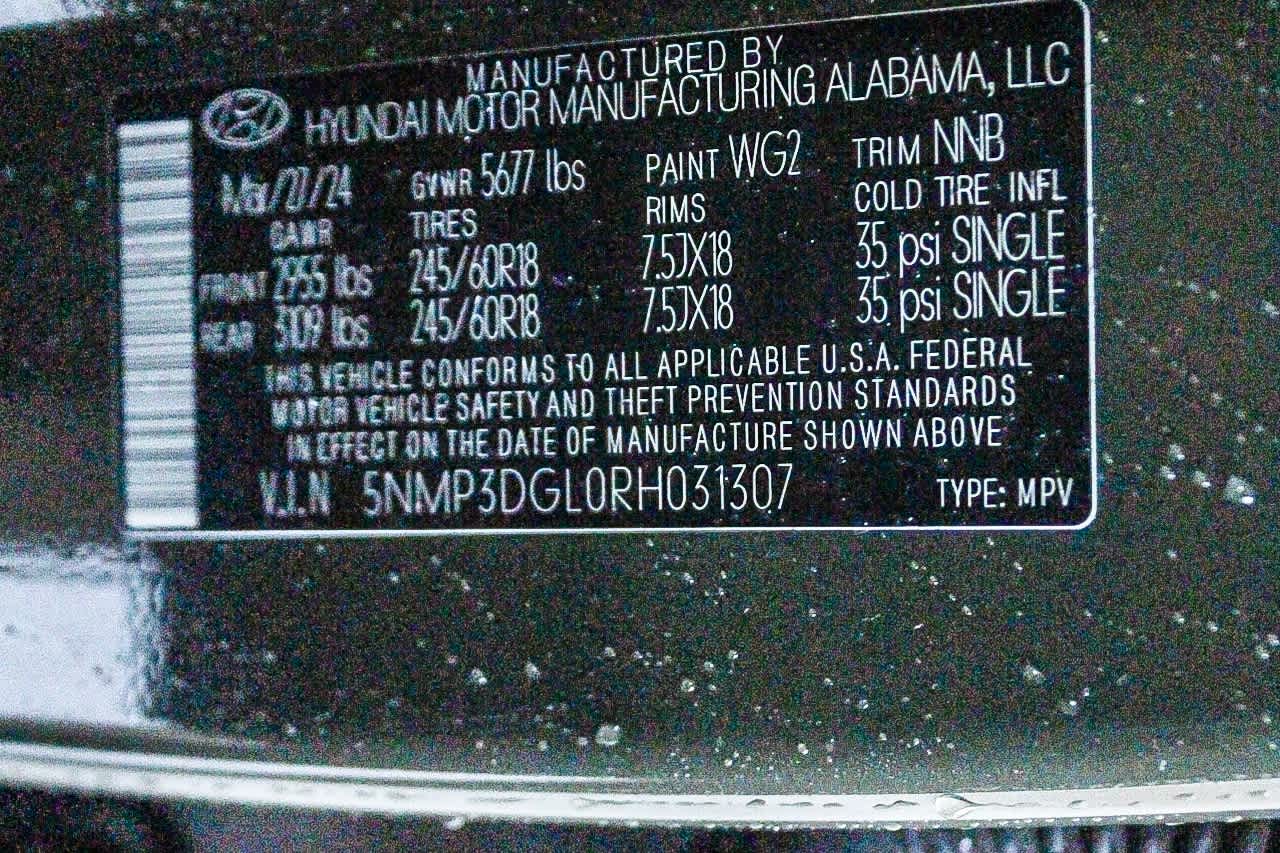 MANUFACTURED BY
HYUNDAI MOTOR MANUFACTURING ALABAMA, LLC
Mar/27/24 GVWR 5677 lbs PAINT WG2 TRIM NNB
GAWR TIRES RIMS COLD TIRE INFL
FRONT 2955 lbs 245/60R18 7.5JX18 35 psi SINGLE
REAR 3109 lbs 245/60R18 7.5JX18 35 psi SINGLE
THIS VEHICLE CONFORMS TO ALL APPLICABLE U.S.A. FEDERAL
MOTOR VEHICLE SAFETY AND THEFT PREVENTION STANDARDS
IN EFFECT ON THE DATE OF MANUFACTURE SHOWN ABOVE
V.I.N 5NMP3DGL0RH031307 TYPE: MPV